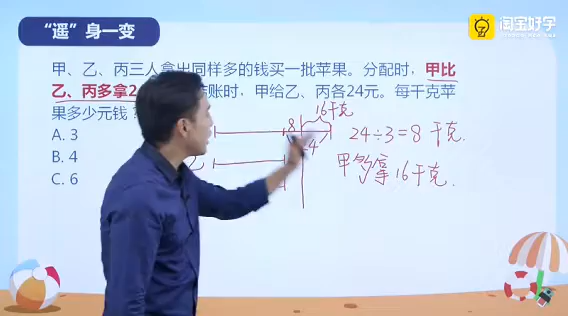 “遥”身一变
淘宝好学
甲、乙、丙三人拿出同样多的钱买一批苹果。分配时，甲比
乙、丙多拿2 账时，甲给乙、丙各24元。每千克苹
果多少元钱
A. 3
B. 4
C. 6
16千克
8
24÷3=8 千克.
4
甲多拿16千克.